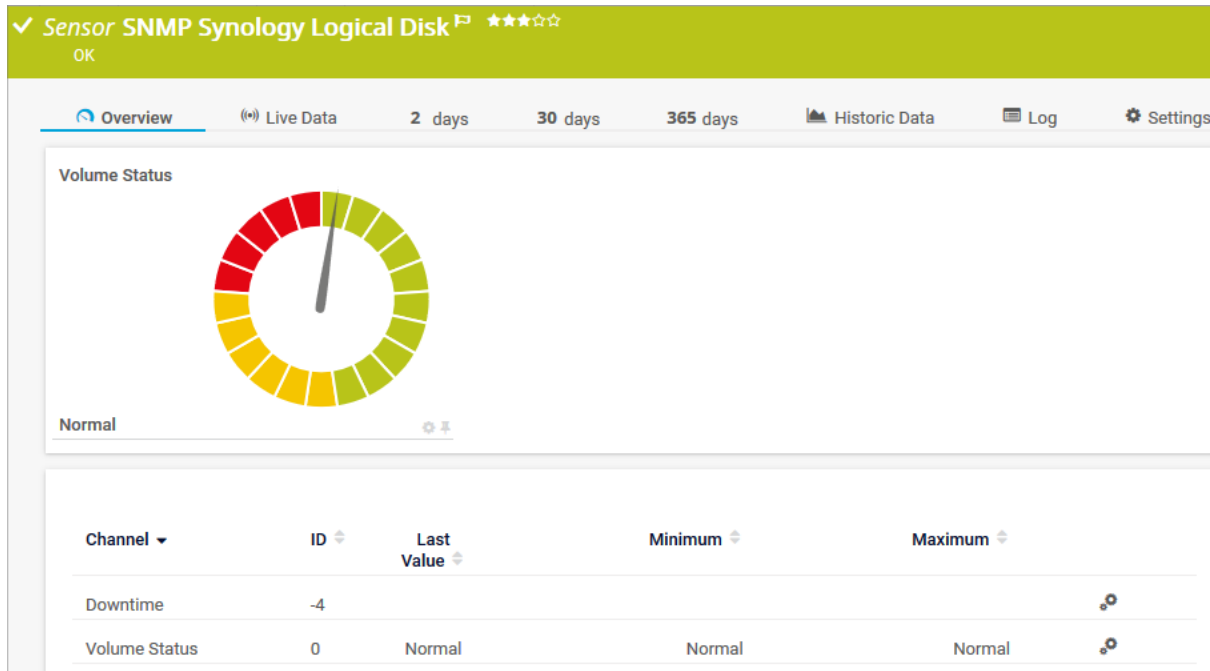 Sensor SNMP Synology Logical Disk
OK
Overview Live Data 2 days 30 days 365 days Historic Data Log Settings
Volume Status
Normal
Channel ID Last Value Minimum Maximum
Downtime -4
Volume Status 0 Normal Normal Normal